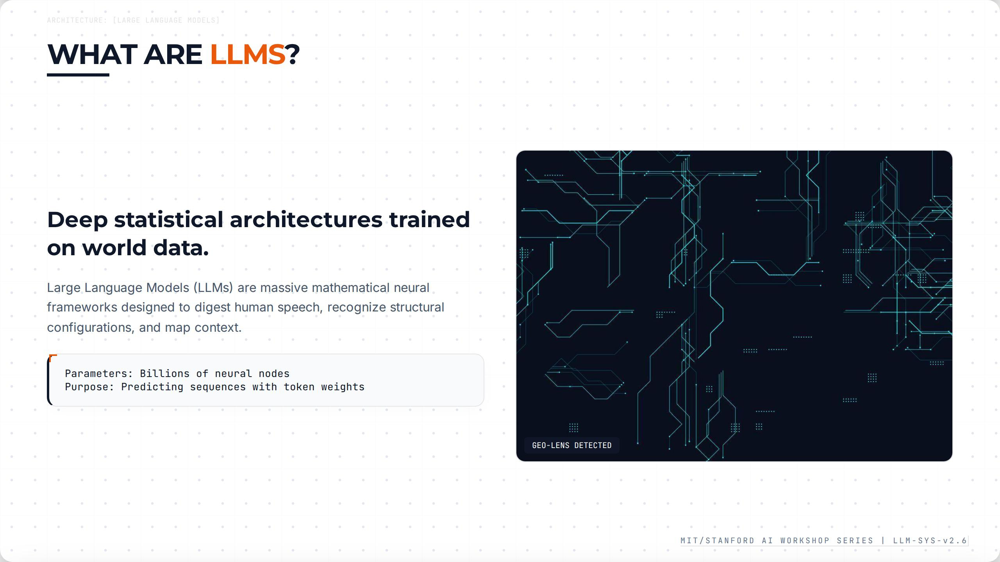 ARCHITECTURE: [LARGE LANGUAGE MODELS]
WHAT ARE LLMS?
Deep statistical architectures trained
on world data.
Large Language Models (LLMs) are massive mathematical neural
frameworks designed to digest human speech, recognize structural
configurations, and map context.
Parameters: Billions of neural nodes
Purpose: Predicting sequences with token weights
GEO-LENS DETECTED
MIT/STANFORD AI WORKSHOP SERIES | LLM-SYS-v2.6